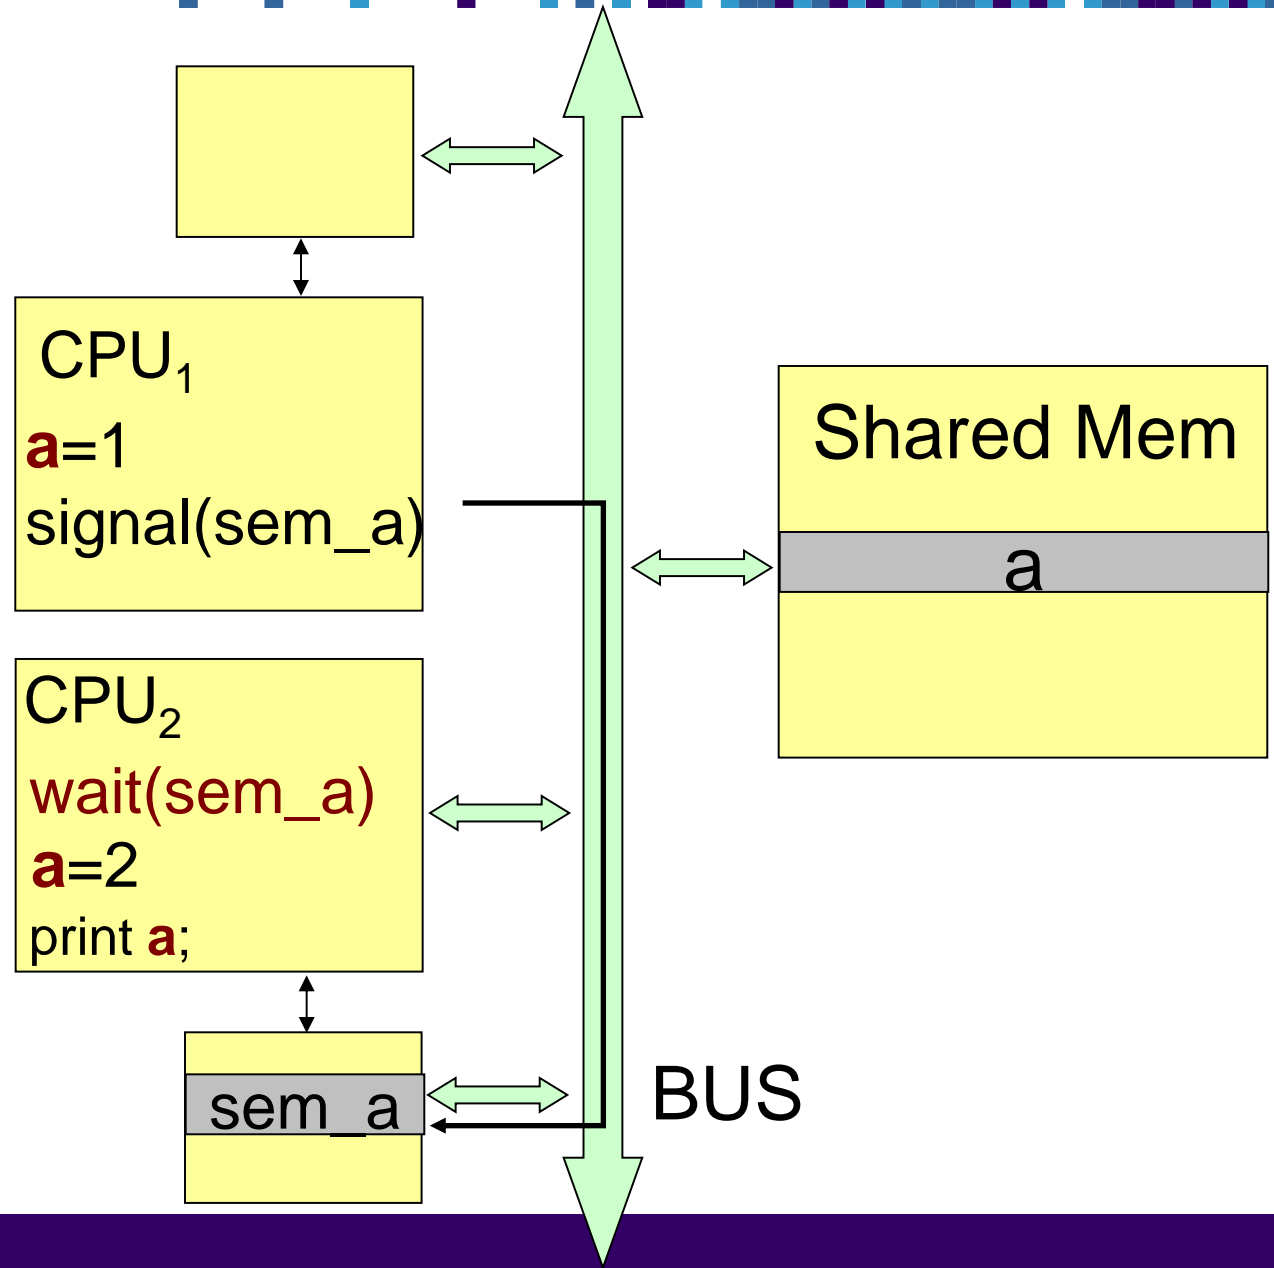 CPU₁
a=1
signal(sem_a)
Shared Mem
a
CPU₂
wait(sem_a)
a=2
print a;
sem_a
BUS